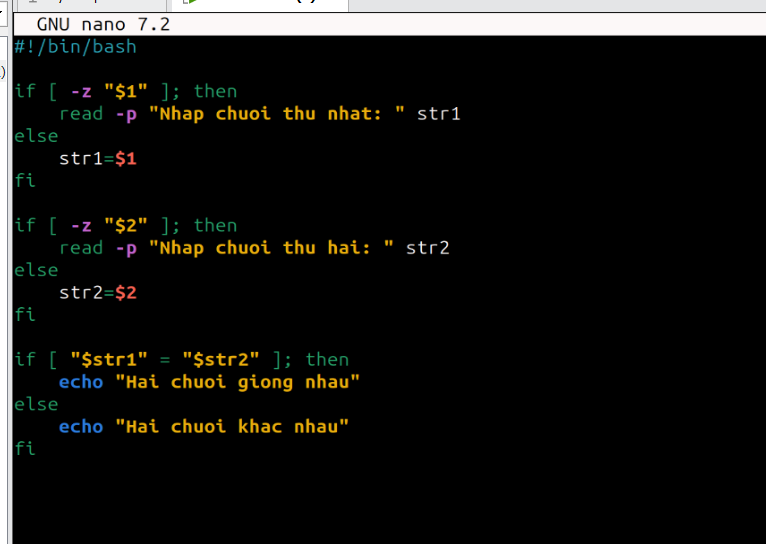 GNU nano 7.2
#!/bin/bash
if [ -z "$1" ]; then
    read -p "Nhap chuoi thu nhat: " str1
else
    str1=$1
fi
if [ -z "$2" ]; then
    read -p "Nhap chuoi thu hai: " str2
else
    str2=$2
fi
if [ "$str1" = "$str2" ]; then
    echo "Hai chuoi giong nhau"
else
    echo "Hai chuoi khac nhau"
fi